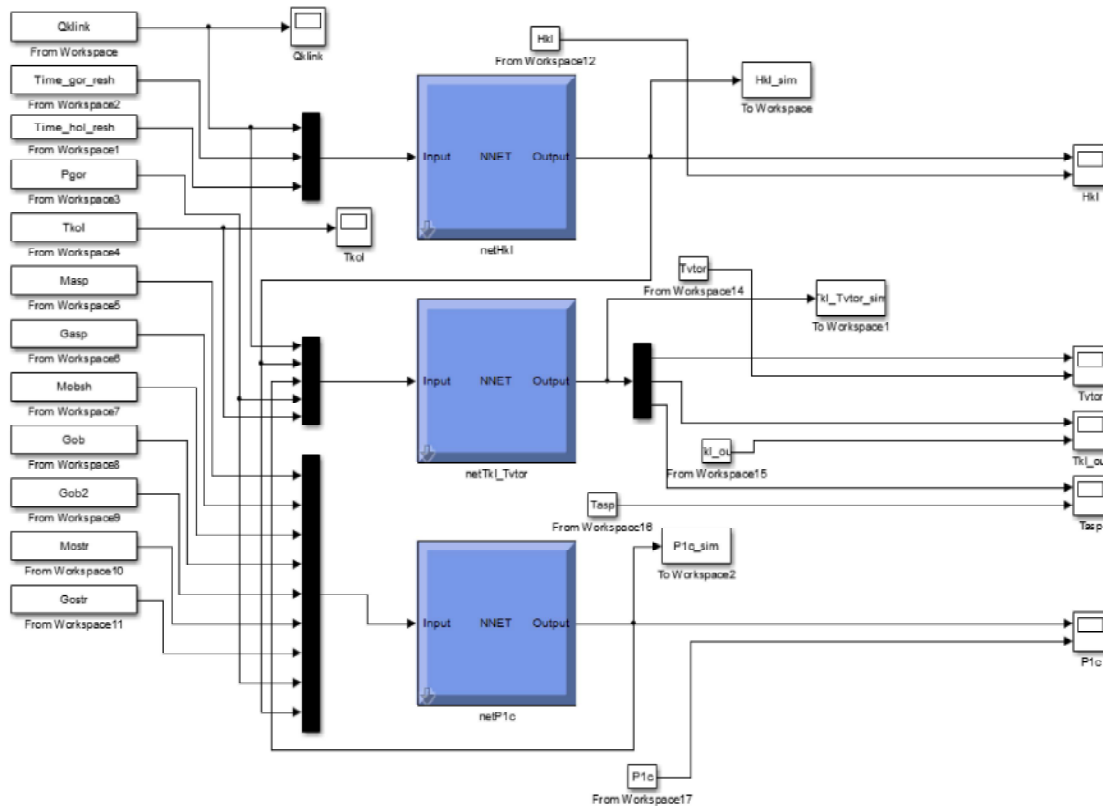 Qklink
From Workspace
Qklink
Time_gor_resh
From Workspace2
Time_hol_resh
From Workspace1
Pgor
From Workspace3
Tkol
From Workspace4
Tkol
Masp
From Workspace5
Gasp
From Workspace6
Mobsh
From Workspace7
Gob
From Workspace8
Gob2
From Workspace9
Mostr
From Workspace10
Gostr
From Workspace11
Hkl
From Workspace12
Input NNET Output
netHkl
Hkl_sim
To Workspace
Hkl
Tvtor
From Workspace14
Tkl_Tvtor_sim
To Workspace1
Input NNET Output
netTkl_Tvtor
Tvtor
kl_ou
From Workspace15
Tkl_ou
Tasp
From Workspace16
Tasp
P1c_sim
To Workspace2
Input NNET Output
netP1c
P1c
P1c
From Workspace17